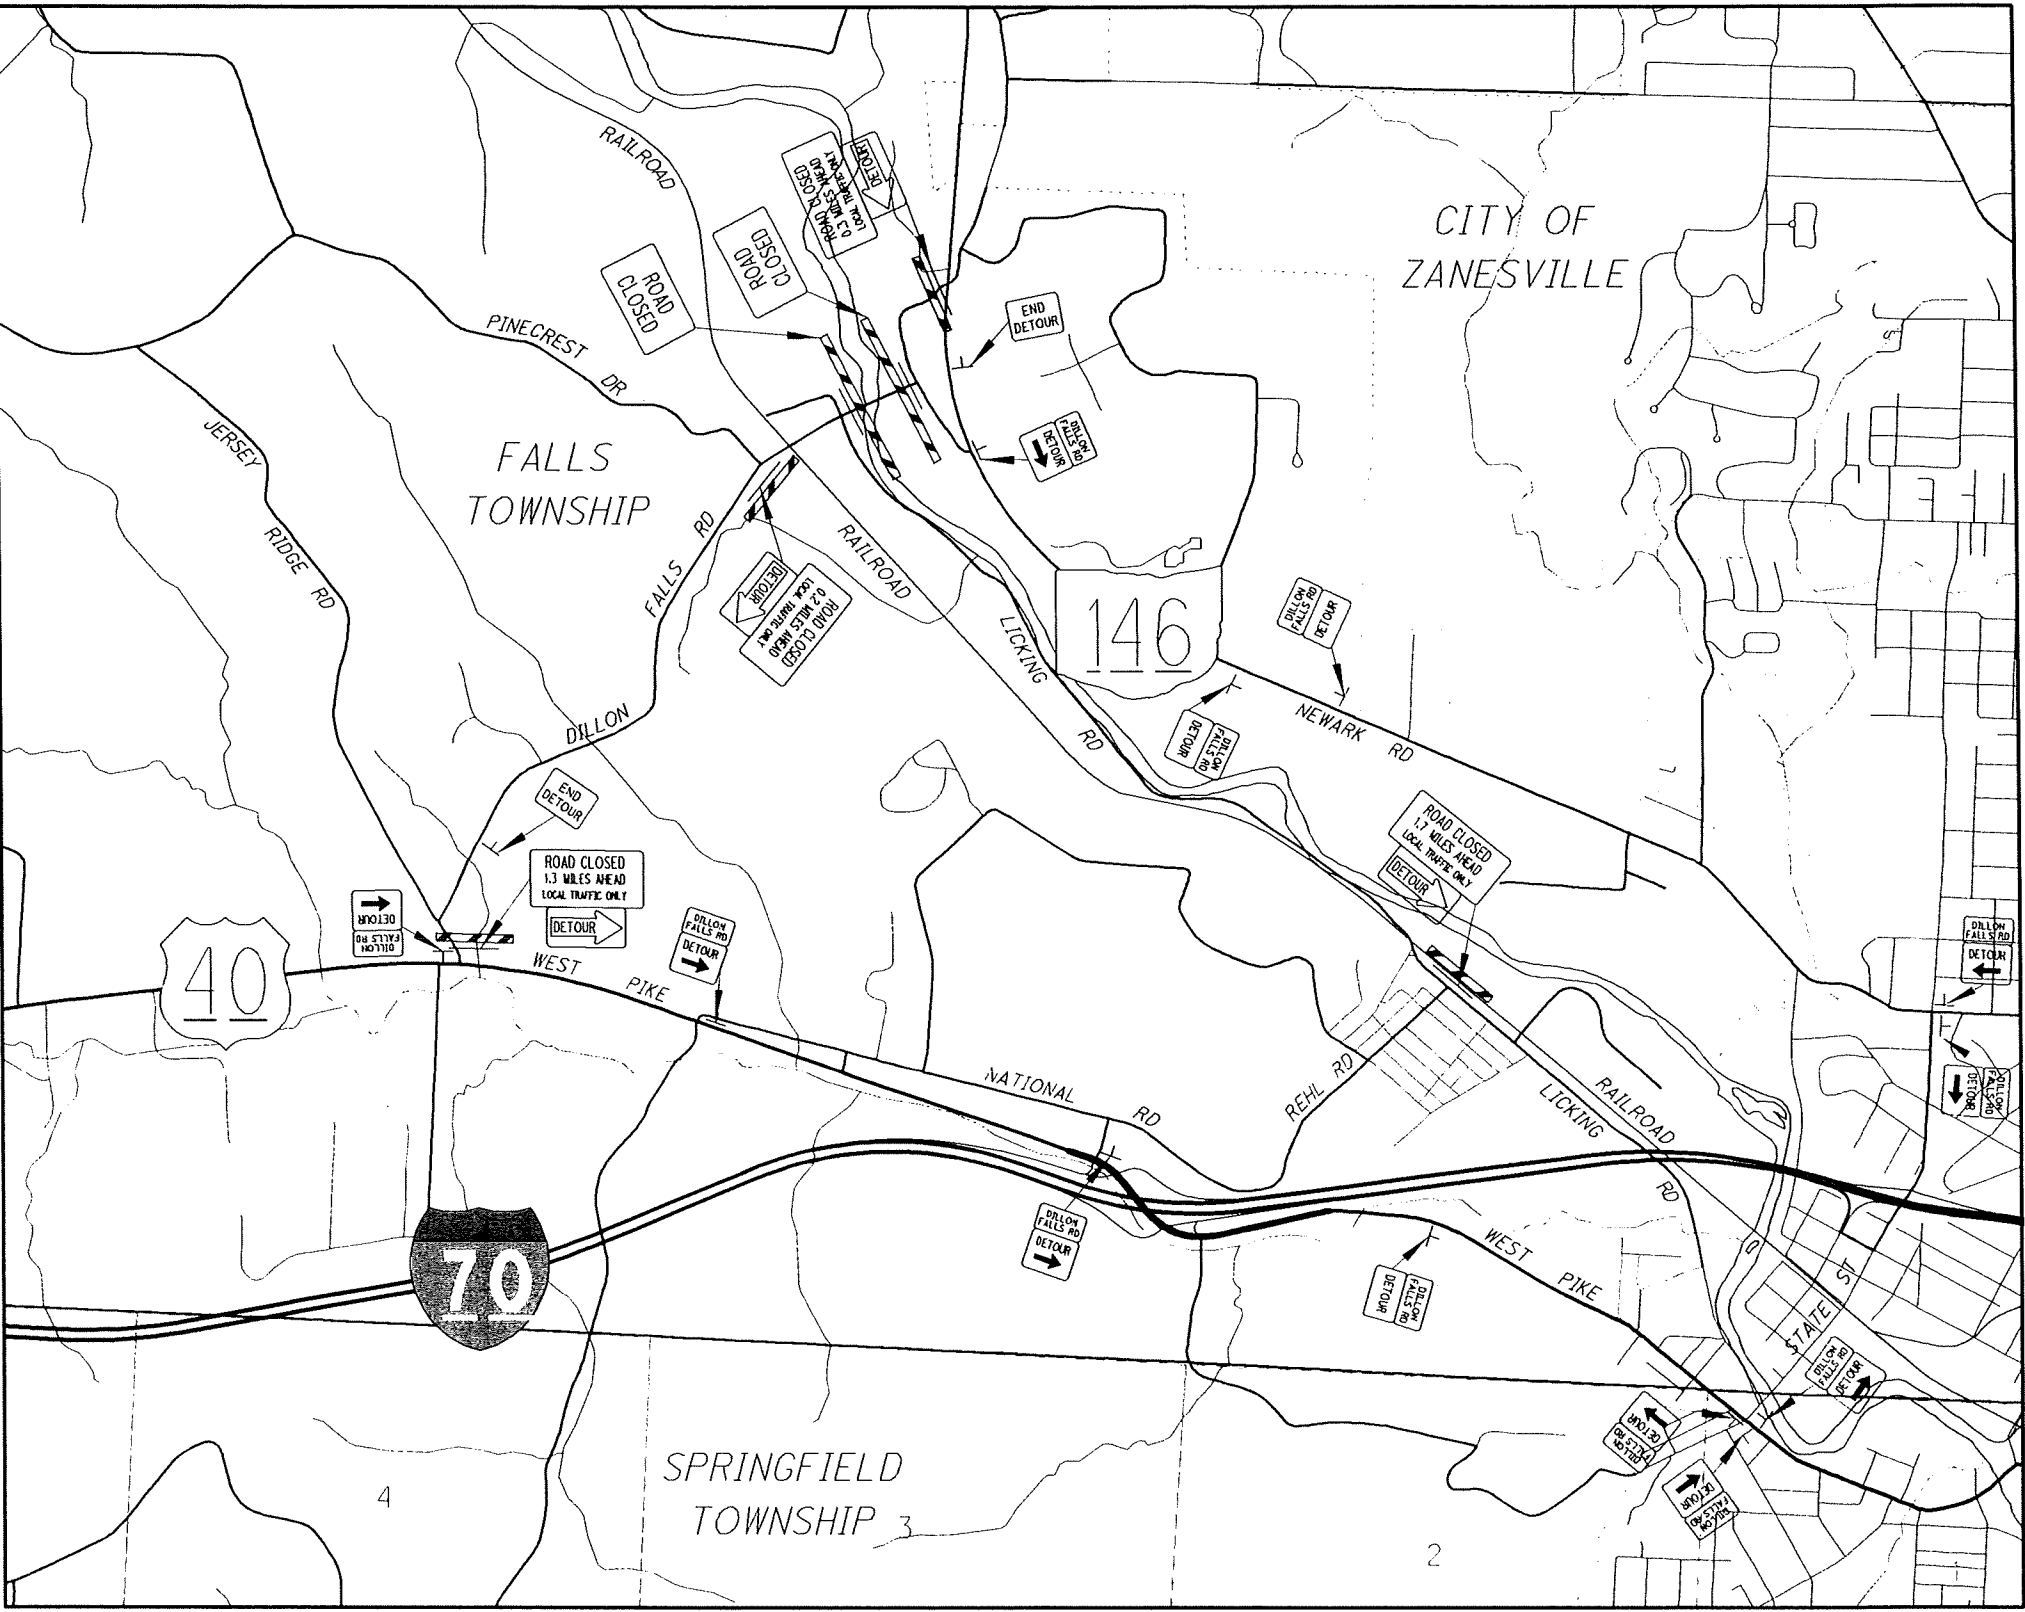 RAILROAD
ROAD CLOSED
0.3 MILES AHEAD
LOCAL TRAFFIC ONLY
DETOUR
CITY OF
ZANESVILLE
ROAD
CLOSED
ROAD
CLOSED
END
DETOUR
PINECREST
DR
JERSEY
RIDGE RD
FALLS
TOWNSHIP
DILLON
FALLS RD
DETOUR
DILLON
FALLS
RD
RAILROAD
DETOUR
ROAD CLOSED
0.2 MILES AHEAD
LOCAL TRAFFIC ONLY
LICKING
RD
146
DILLON
FALLS RD
DETOUR
NEWARK RD
DILLON
FALLS RD
DETOUR
END
DETOUR
ROAD CLOSED
1.3 MILES AHEAD
LOCAL TRAFFIC ONLY
DETOUR
DILLON
FALLS RD
DETOUR
ROAD CLOSED
1.7 MILES AHEAD
LOCAL TRAFFIC ONLY
DETOUR
DILLON
FALLS RD
DETOUR
DILLON
FALLS RD
DETOUR
40
WEST
PIKE
NATIONAL
RD
REHL RD
RAILROAD
LICKING
RD
DILLON
FALLS RD
DETOUR
DILLON
FALLS RD
DETOUR
70
DILLON
FALLS RD
DETOUR
WEST
PIKE
STATE ST
DILLON
FALLS RD
DETOUR
DILLON
FALLS RD
DETOUR
DILLON
FALLS RD
DETOUR
SPRINGFIELD
TOWNSHIP
4
3
2